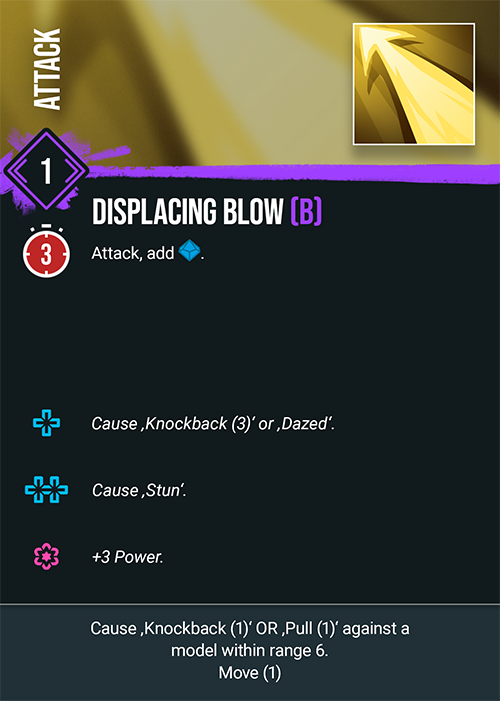 ATTACK
1
DISPLACING BLOW (B)
3
Attack, add .
Cause ‚Knockback (3)‘ or ‚Dazed‘.
Cause ‚Stun‘.
+3 Power.
Cause ‚Knockback (1)‘ OR ‚Pull (1)‘ against a
model within range 6.
Move (1)